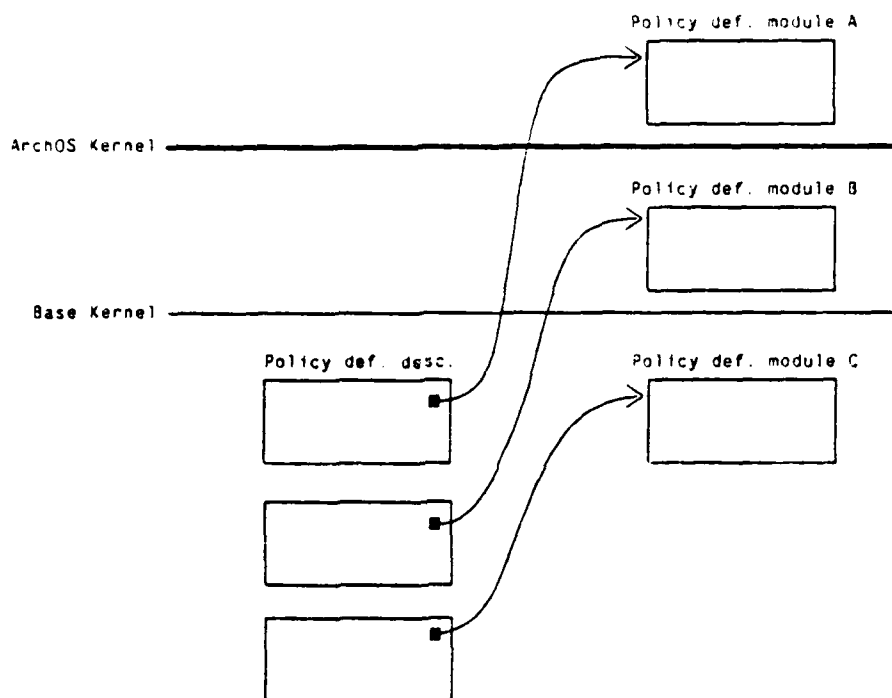 Policy def. module A
ArchOS Kernel
Policy def. module B
Base Kernel
Policy def. desc.
Policy def. module C